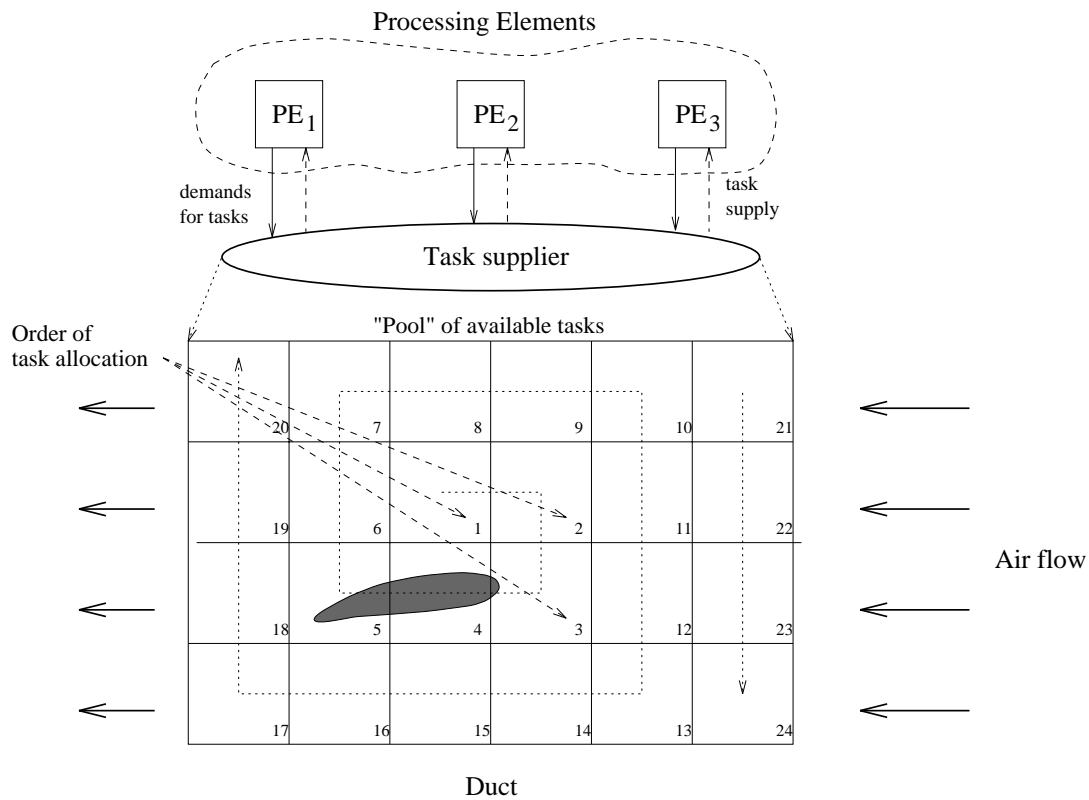 Processing Elements
PE1 PE2 PE3
demands
for tasks
task
supply
Task supplier
"Pool" of available tasks
Order of
task allocation
20 7 8 9 10 21
19 6 1 2 11 22
Air flow
18 5 4 3 12 23
17 16 15 14 13 24
Duct